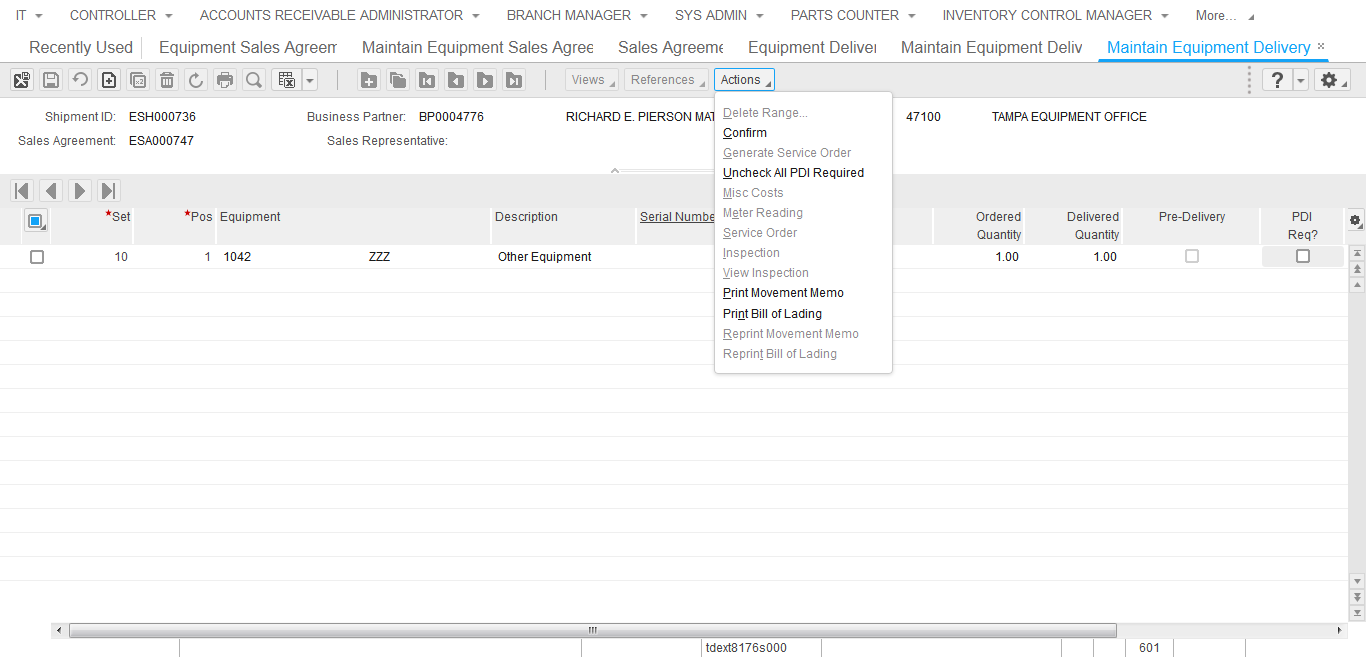 IT CONTROLLER ACCOUNTS RECEIVABLE ADMINISTRATOR BRANCH MANAGER SYS ADMIN PARTS COUNTER INVENTORY CONTROL MANAGER More...
Recently Used Equipment Sales Agreem Maintain Equipment Sales Agree Sales Agreeme Equipment Deliver Maintain Equipment Deliv Maintain Equipment Delivery ×
Views References Actions ?
Shipment ID: ESH000736 Business Partner: BP0004776 RICHARD E. PIERSON MAT 47100 TAMPA EQUIPMENT OFFICE
Sales Agreement: ESA000747 Sales Representative:
Delete Range...
Confirm
Generate Service Order
Uncheck All PDI Required
Misc Costs
Meter Reading
Service Order
Inspection
View Inspection
Print Movement Memo
Print Bill of Lading
Reprint Movement Memo
Reprint Bill of Lading
*Set *Pos Equipment Description Serial Numbe Ordered Quantity Delivered Quantity Pre-Delivery PDI Req?
10 1 1042 ZZZ Other Equipment 1.00 1.00
tdext8176s000 601